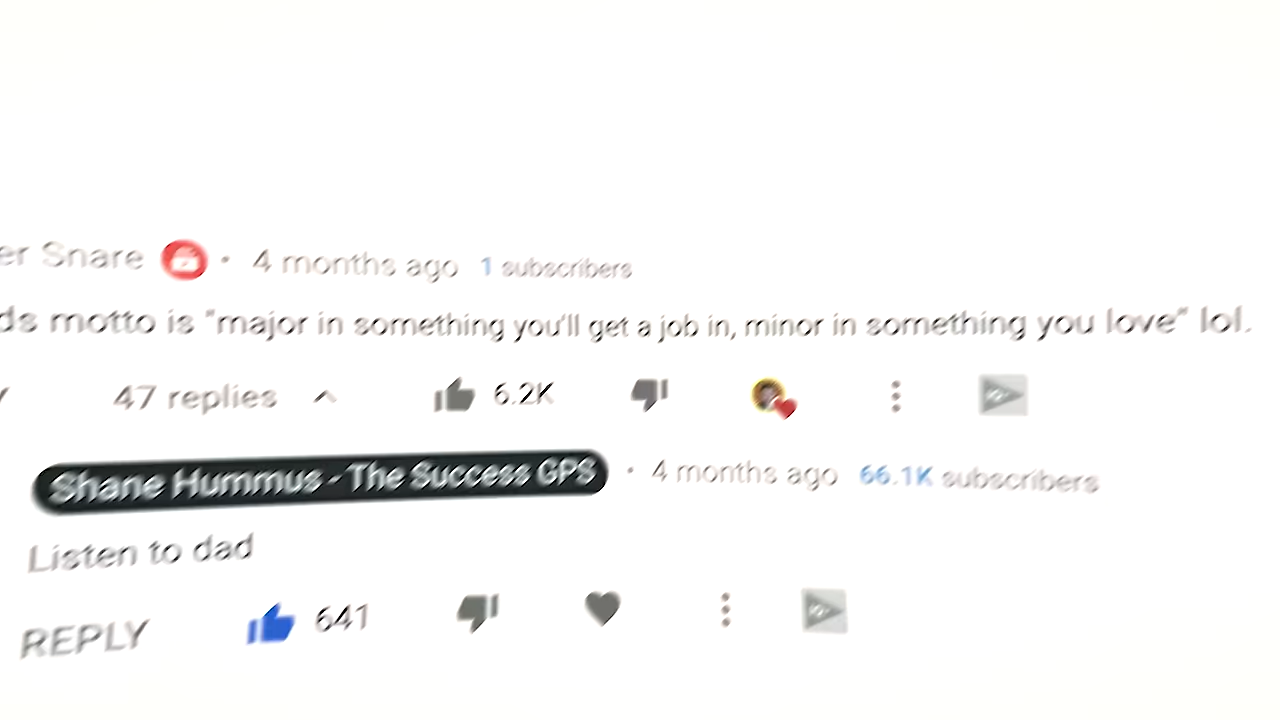 er Snare • 4 months ago 1 subscribers
ds motto is "major in something you'll get a job in, minor in something you love" lol.
47 replies 6.2K
Shane Hummus - The Success GPS • 4 months ago 66.1K subscribers
Listen to dad
REPLY 641